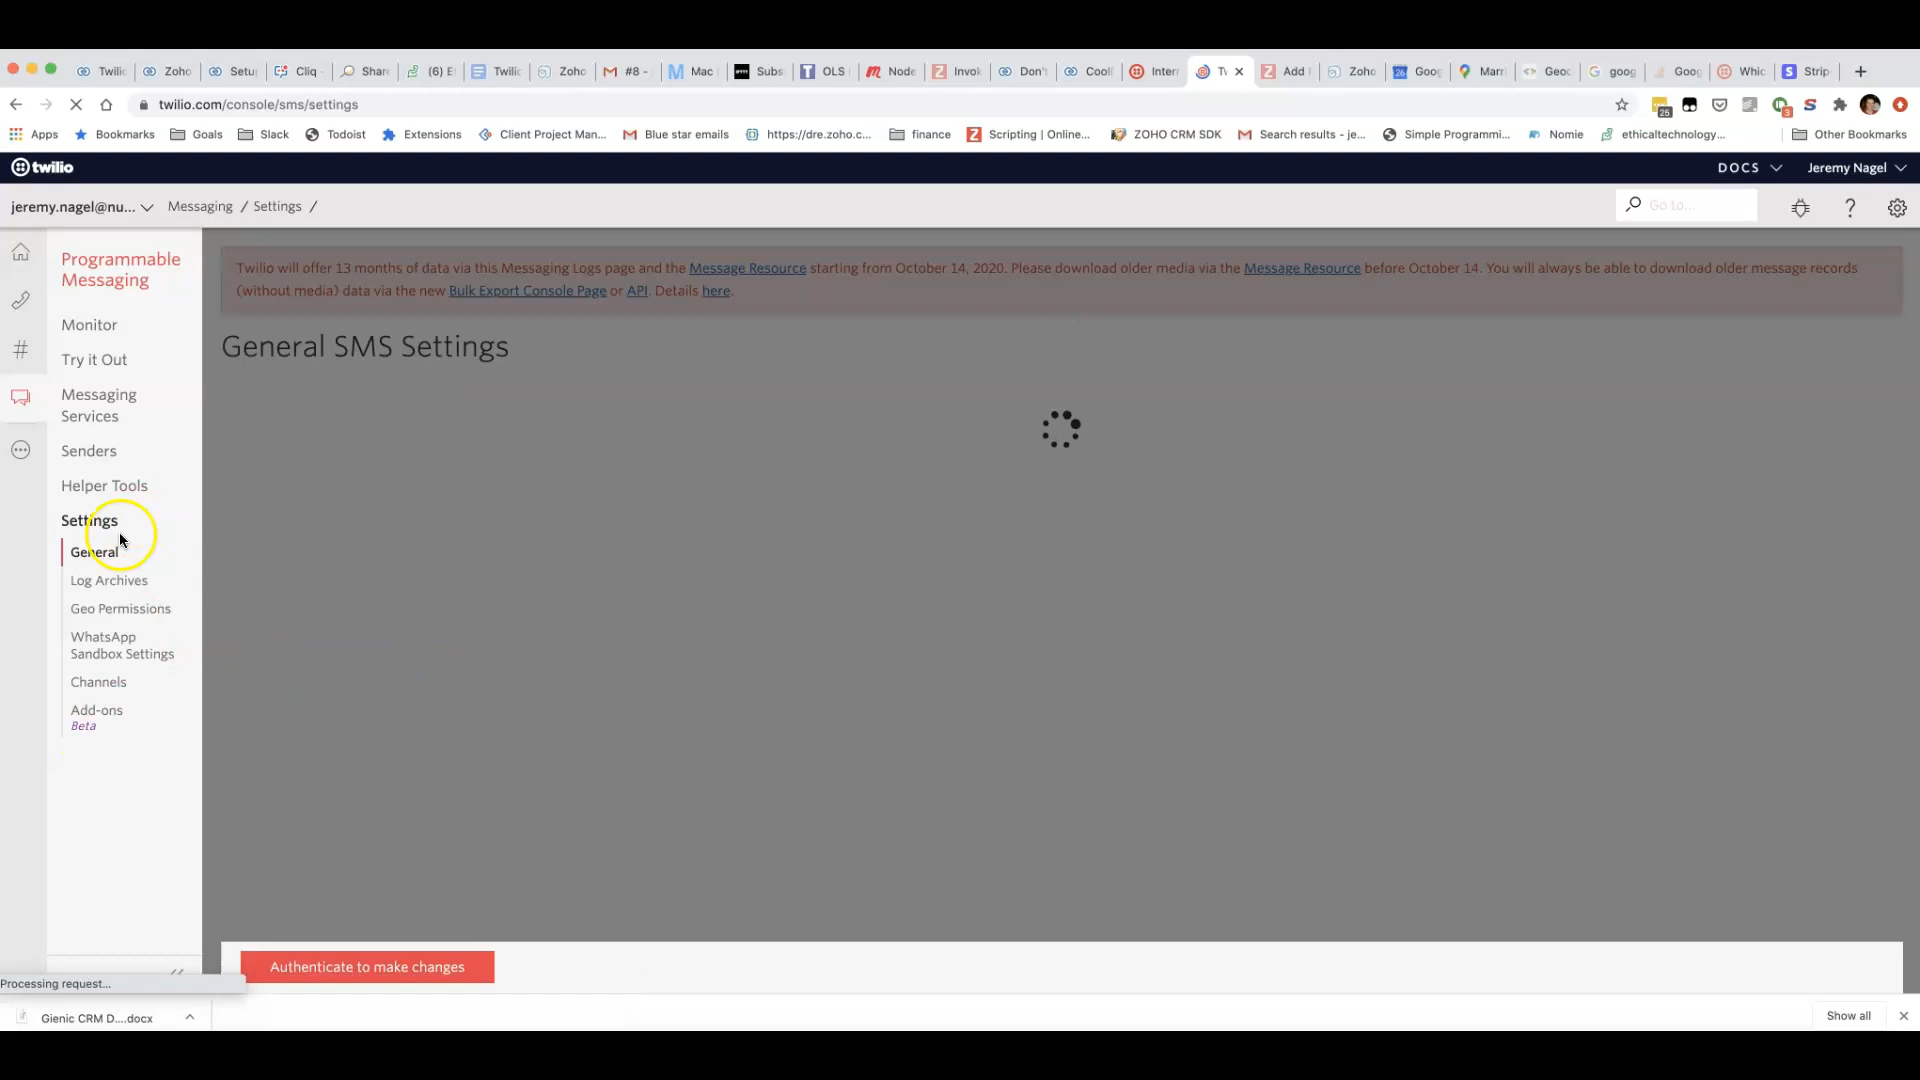 Twilio Zoho Setup Cliq Share (6) E Twilio Zoho #8 - Mac Subs OLS Node Invok Don't Cooli Intern Tw Add Zoho Goog Marri Geoc goog Goog Whic Strip
twilio.com/console/sms/settings
25 3
Apps Bookmarks Goals Slack Todoist Extensions Client Project Man... Blue star emails https://dre.zoho.c... finance Scripting | Online... ZOHO CRM SDK Search results - je... Simple Programmi... Nomie ethicaltechnology... Other Bookmarks
twilio DOCS Jeremy Nagel
jeremy.nagel@nu... Messaging / Settings / Go to...
Programmable
Messaging
Monitor
Try it Out
Messaging
Services
Senders
Helper Tools
Settings
General
Log Archives
Geo Permissions
WhatsApp
Sandbox Settings
Channels
Add-ons
Beta
Twilio will offer 13 months of data via this Messaging Logs page and the Message Resource starting from October 14, 2020. Please download older media via the Message Resource before October 14. You will always be able to download older message records
(without media) data via the new Bulk Export Console Page or API. Details here.
General SMS Settings
Authenticate to make changes
Processing request...
Gienic CRM D....docx
Show all